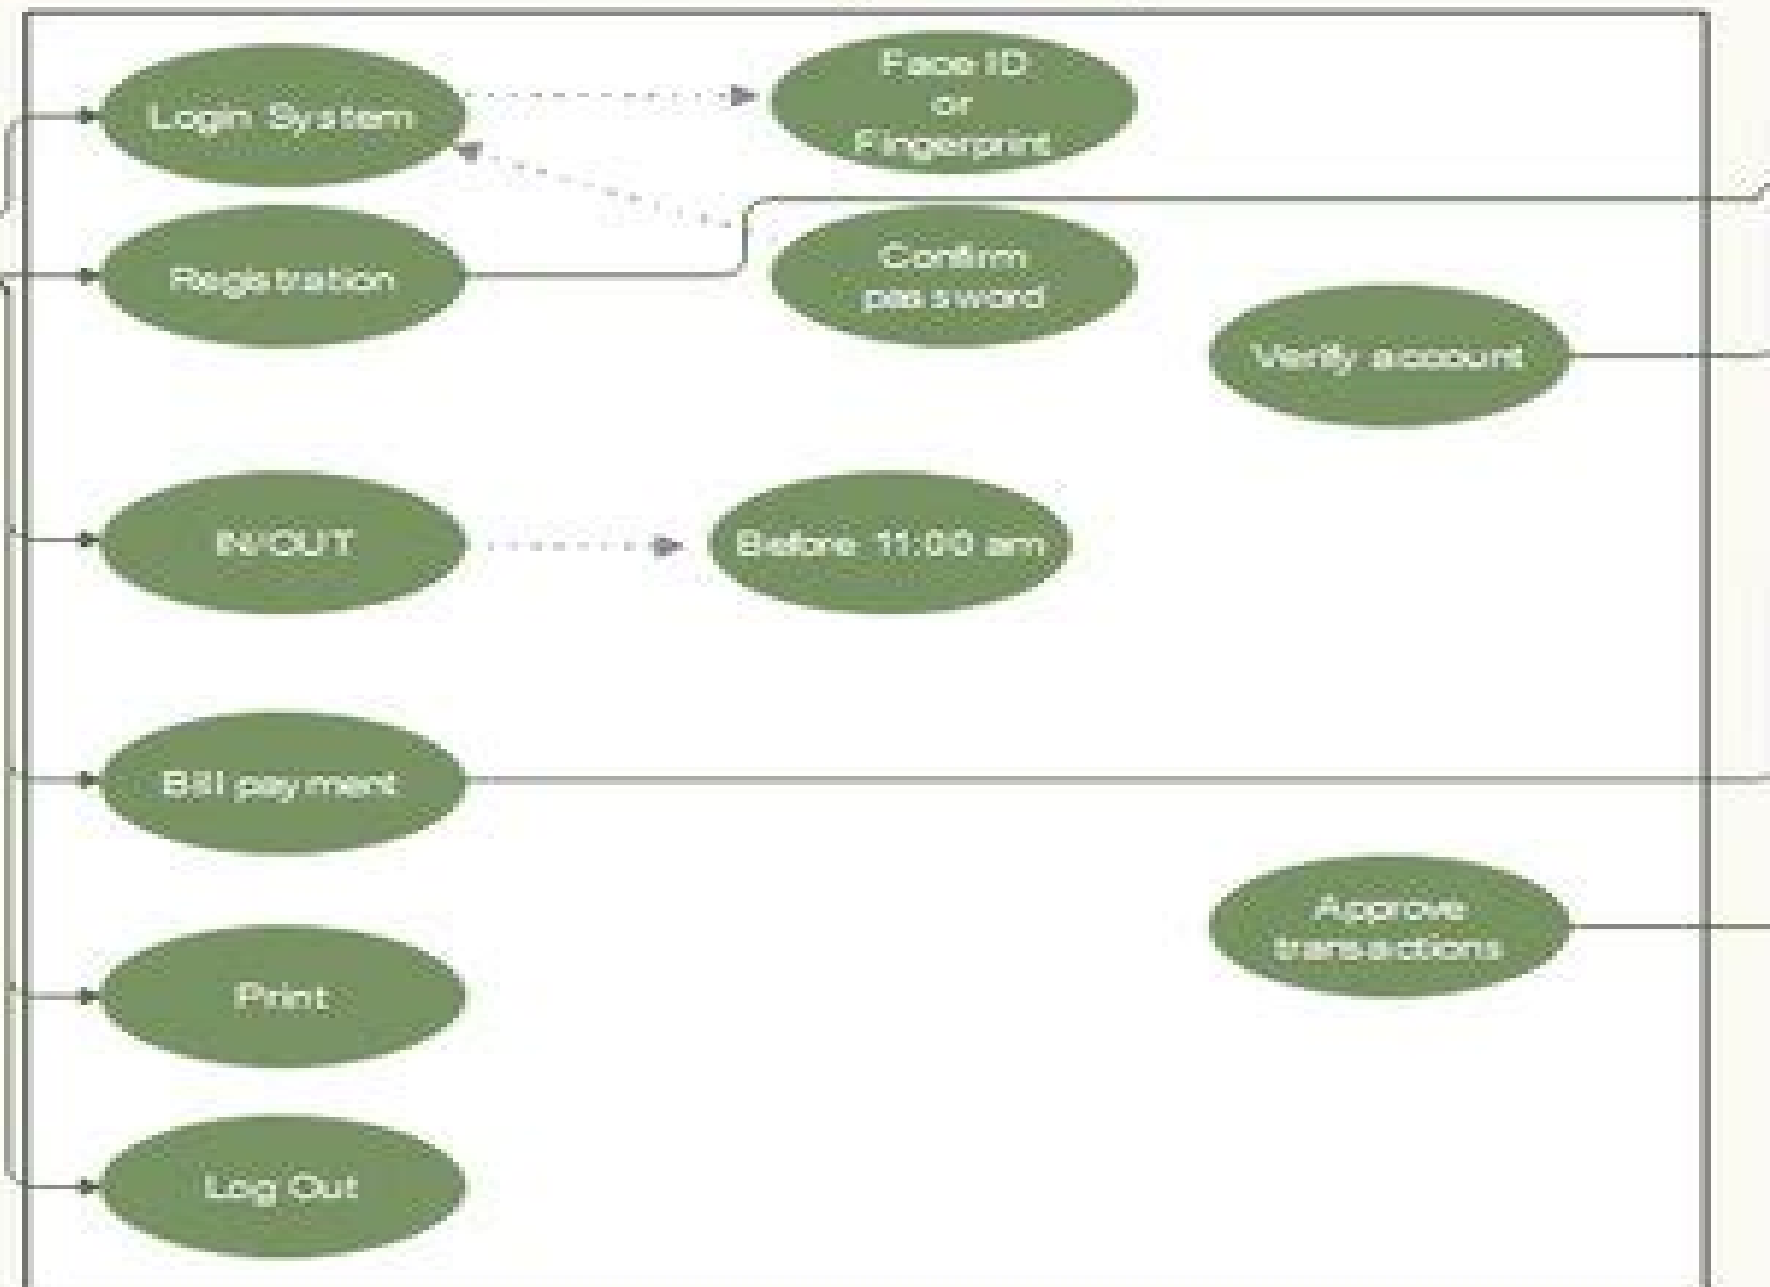 Login System
Face ID
or
Fingerprint
Registration
Confirm
password
Verify account
IN/OUT
Before 11:00 am
Bill payment
Approve
transactions
Print
Log Out